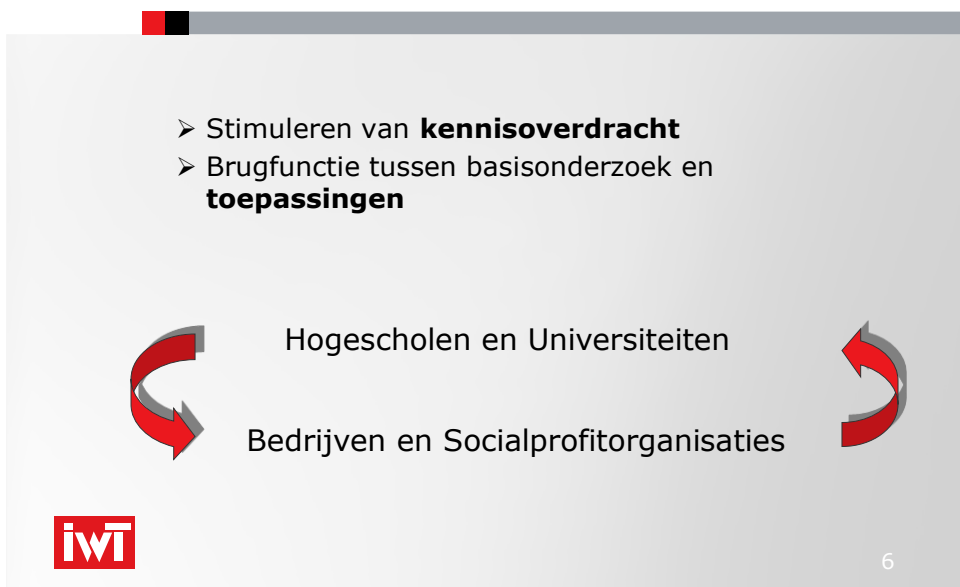 ➢ Stimuleren van kennisoverdracht
➢ Brugfunctie tussen basisonderzoek en
toepassingen
Hogescholen en Universiteiten
Bedrijven en Socialprofitorganisaties
iwT
6